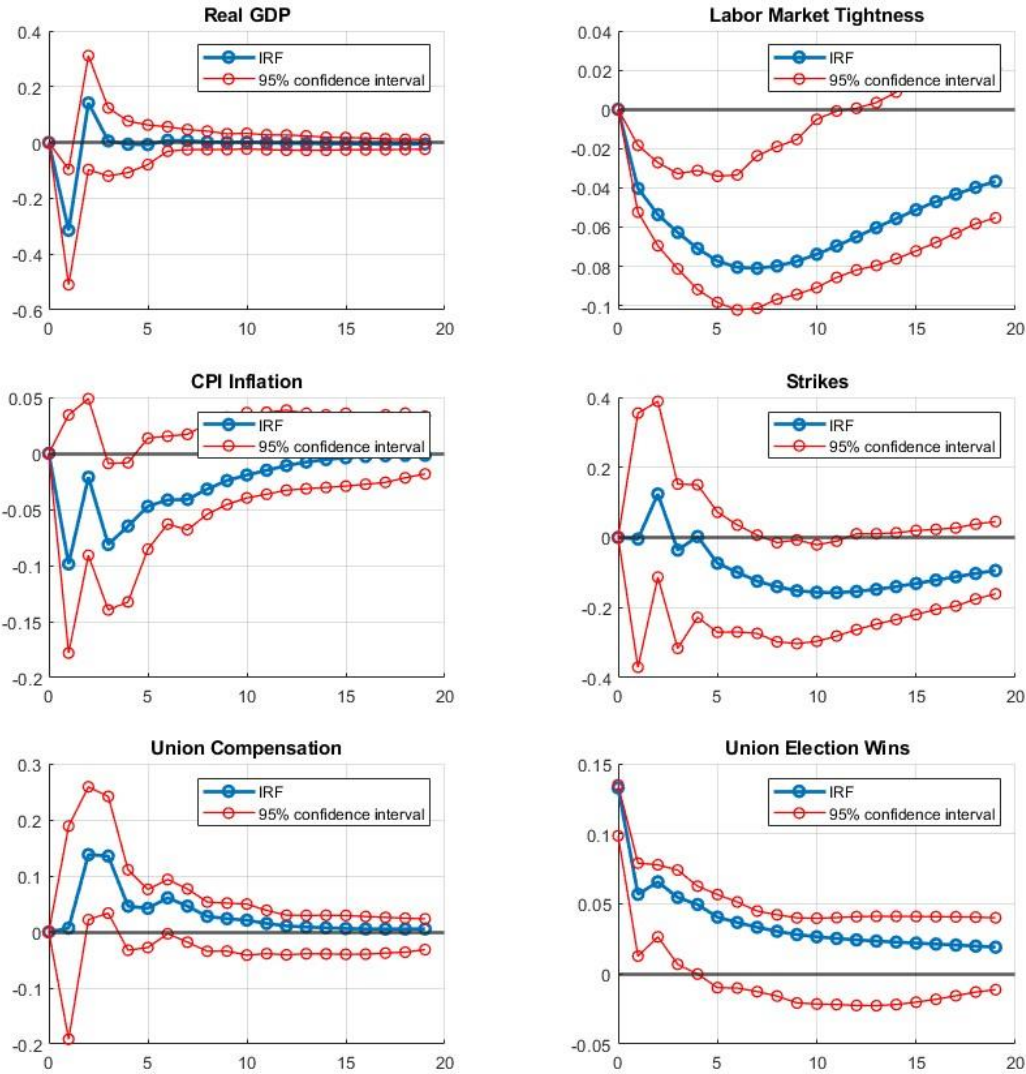 Real GDP
0.4
0.2
0
-0.2
-0.4
-0.6
0 5 10 15 20
IRF
95% confidence interval
Labor Market Tightness
0.04
0.02
0
-0.02
-0.04
-0.06
-0.08
-0.1
0 5 10 15 20
IRF
95% confidence interval
CPI Inflation
0.05
0
-0.05
-0.1
-0.15
-0.2
0 5 10 15 20
IRF
95% confidence interval
Strikes
0.4
0.2
0
-0.2
-0.4
0 5 10 15 20
IRF
95% confidence interval
Union Compensation
0.3
0.2
0.1
0
-0.1
-0.2
0 5 10 15 20
IRF
95% confidence interval
Union Election Wins
0.15
0.1
0.05
0
-0.05
0 5 10 15 20
IRF
95% confidence interval